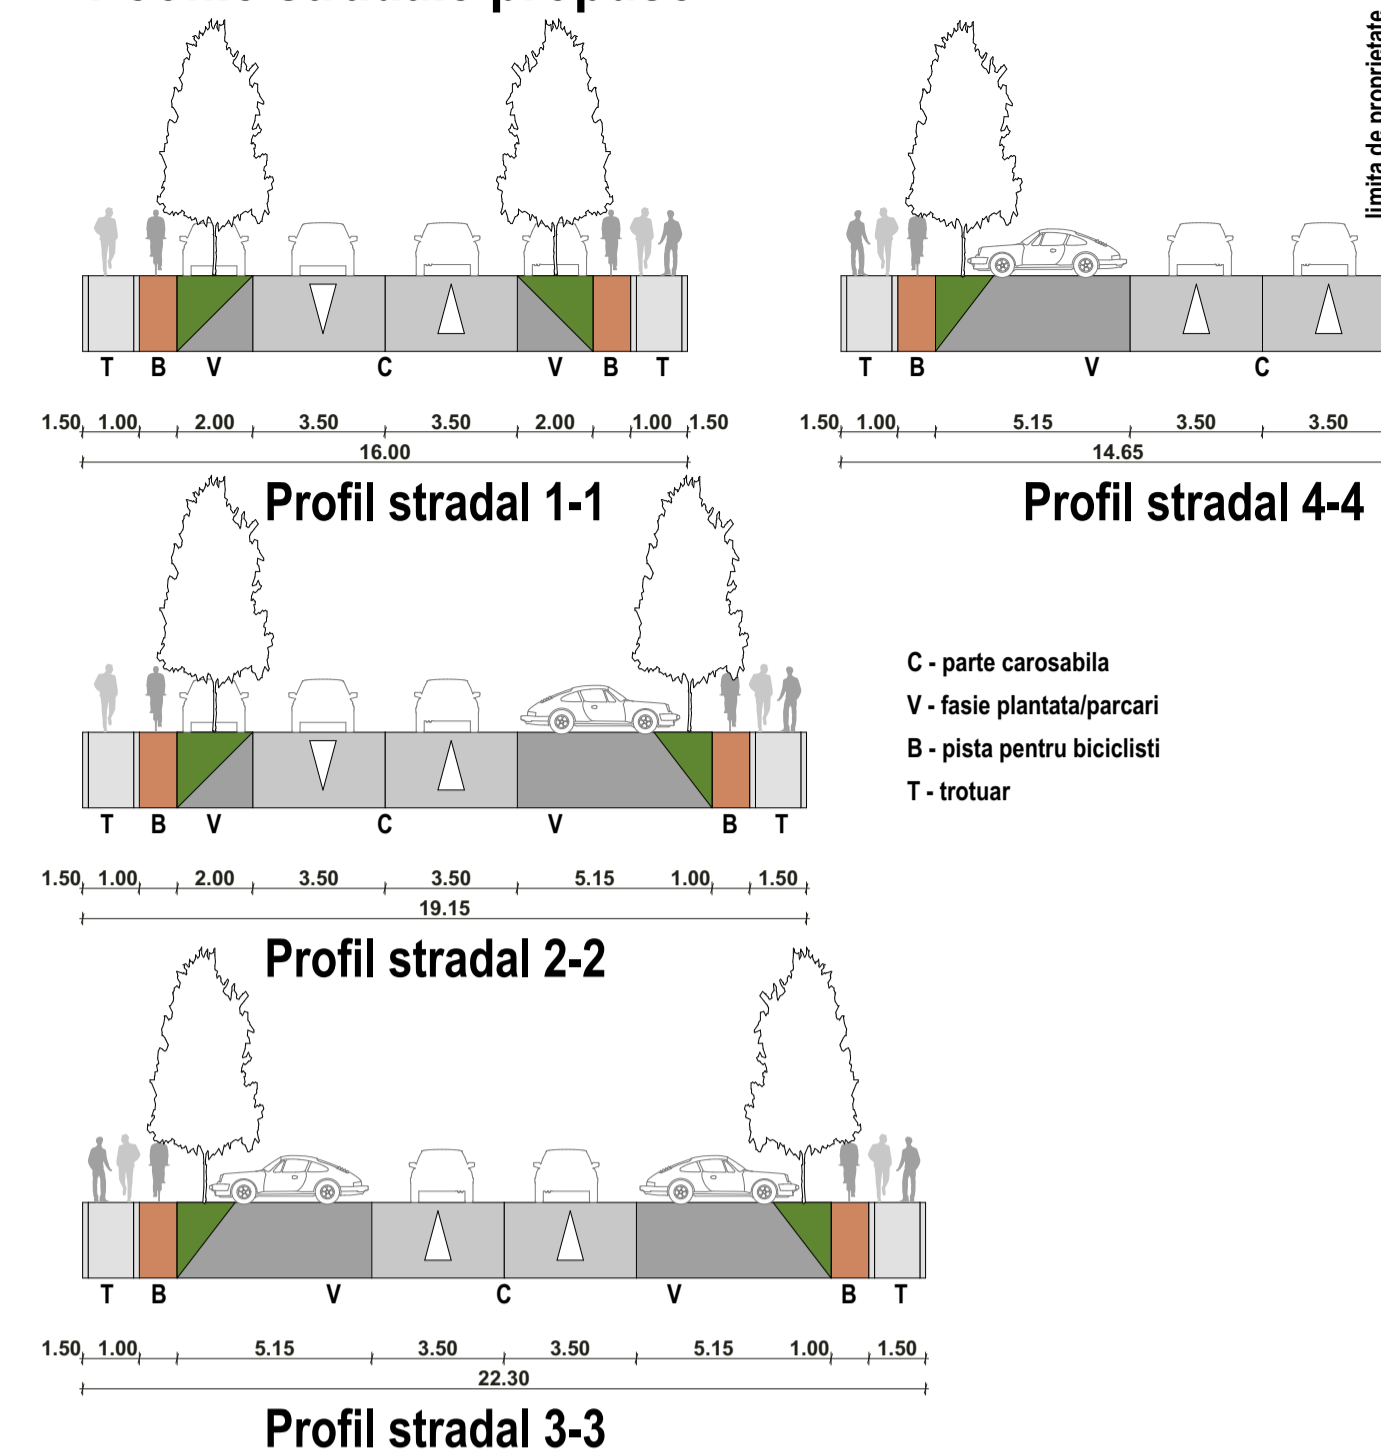 limita de proprietate
T B V C V B T
1.50 1.00 2.00 3.50 3.50 2.00 1.00 1.50
16.00
Profil stradal 1-1
T B V C
1.50 1.00 5.15 3.50 3.50
14.65
Profil stradal 4-4
C - parte carosabila
V - fasie plantata/parcari
B - pista pentru biciclisti
T - trotuar
T B V C V B T
1.50 1.00 2.00 3.50 3.50 5.15 1.00 1.50
19.15
Profil stradal 2-2
T B V C V B T
1.50 1.00 5.15 3.50 3.50 5.15 1.00 1.50
22.30
Profil stradal 3-3